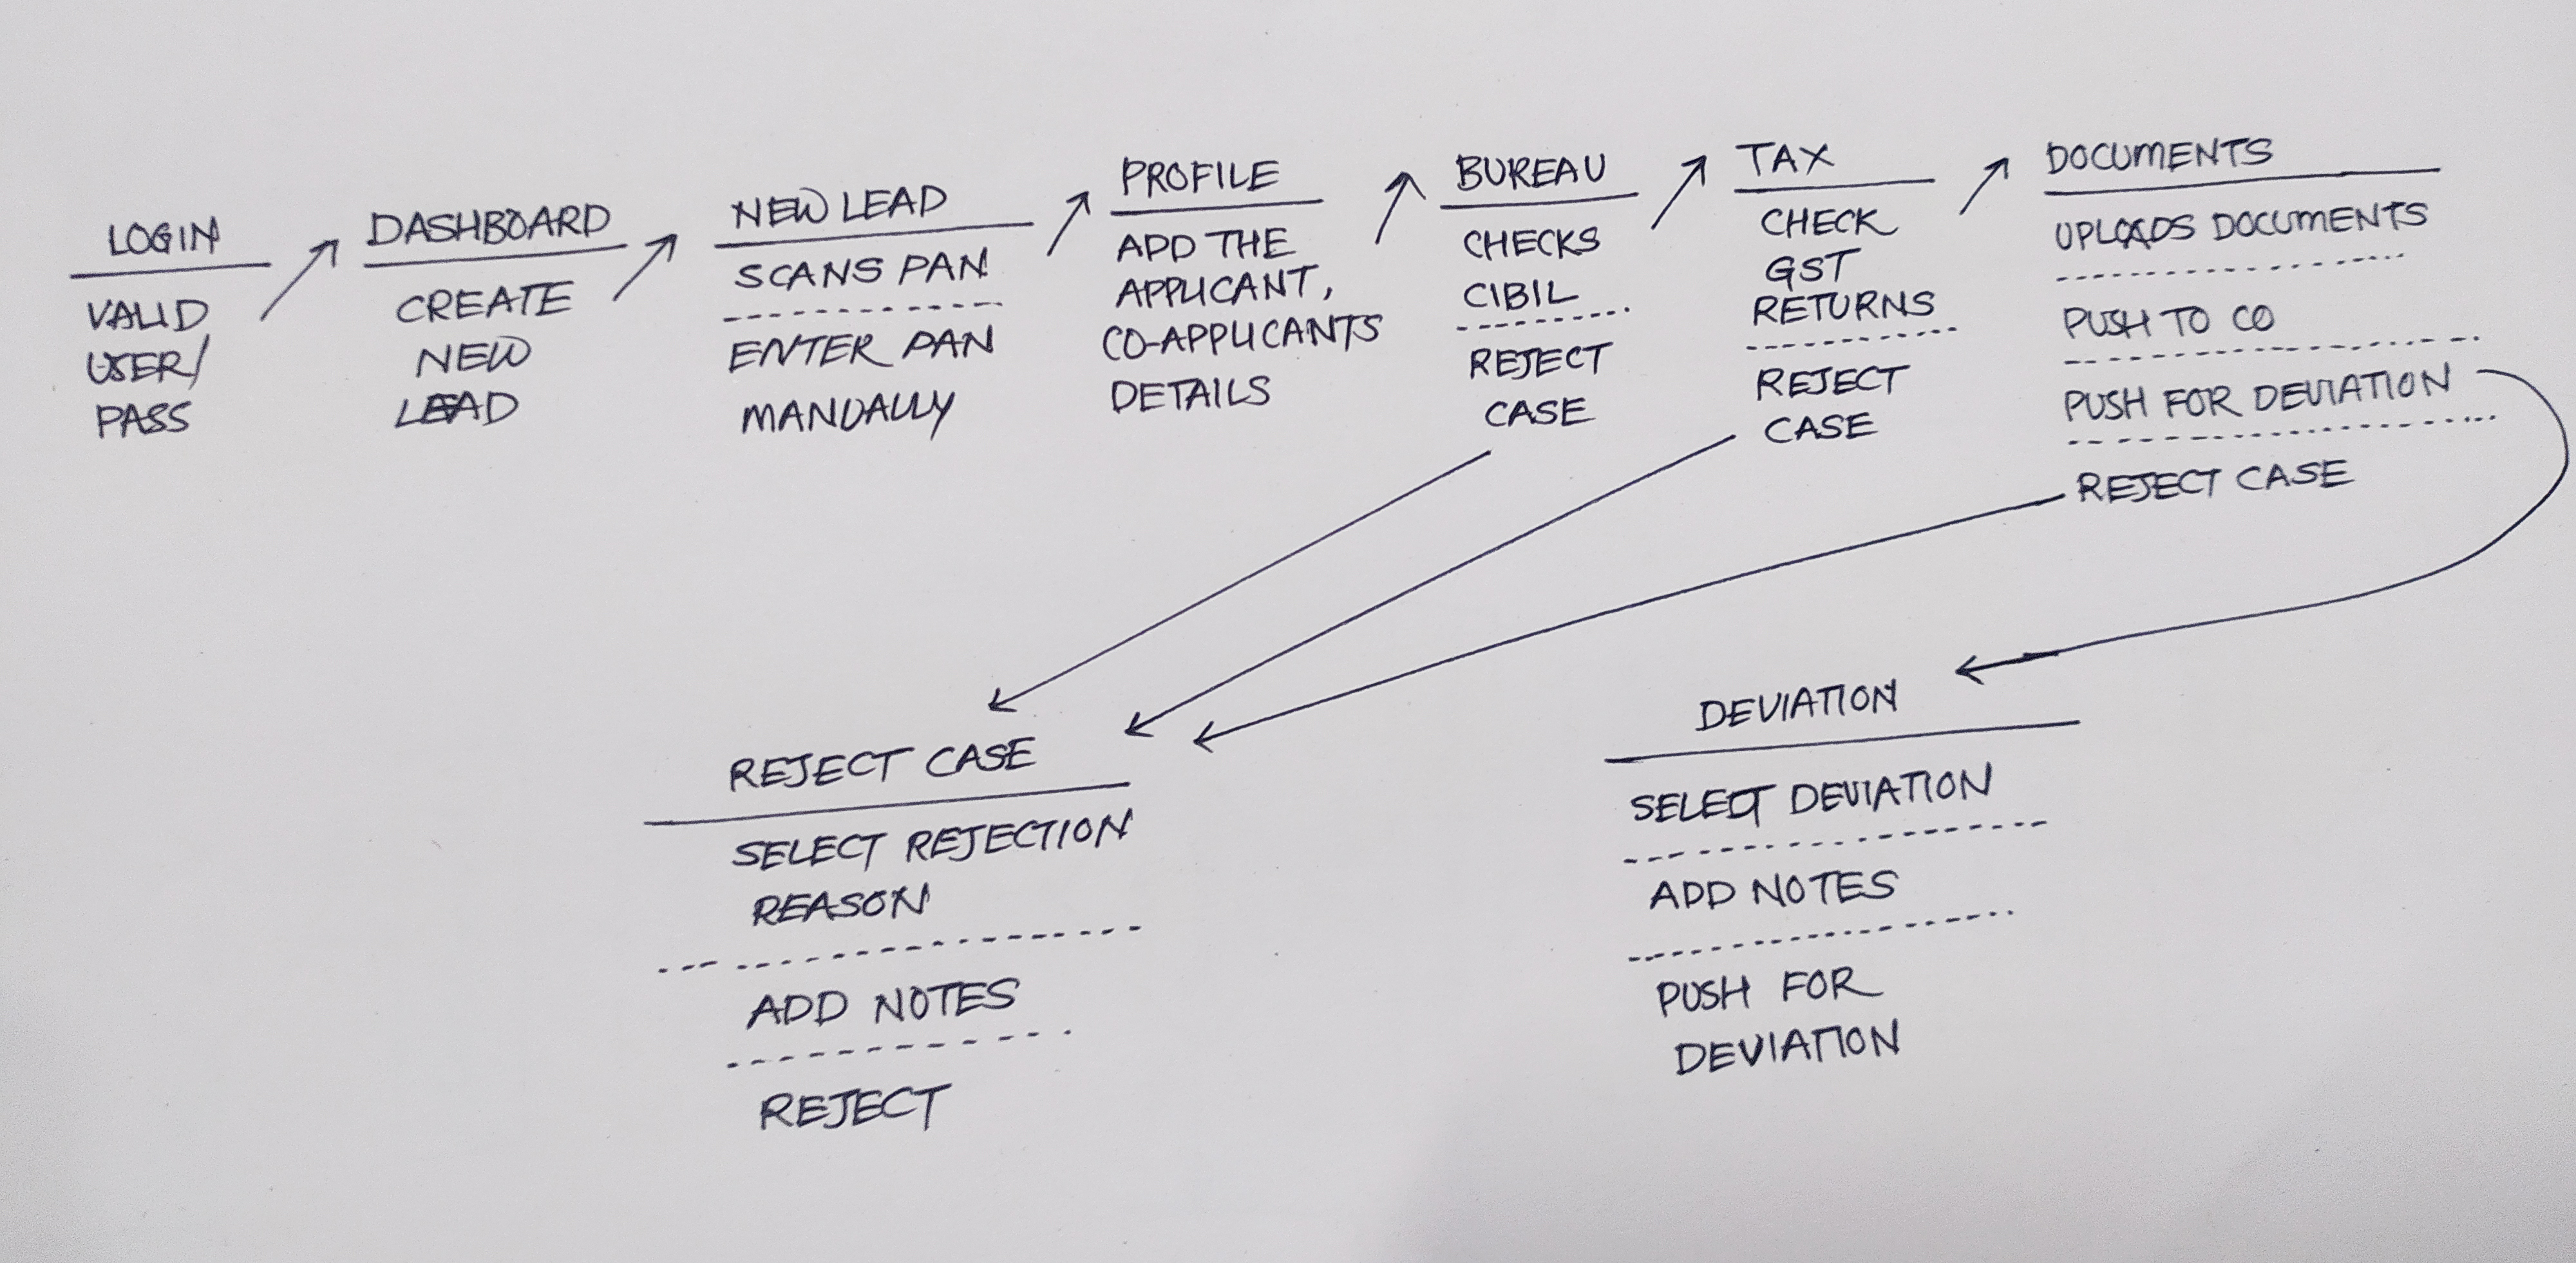 LOGIN
VALID
USER/
PASS
DASHBOARD
CREATE
NEW
LEAD
NEW LEAD
SCANS PAN
ENTER PAN
MANUALLY
PROFILE
ADD THE
APPLICANT,
CO-APPLICANTS
DETAILS
BUREAU
CHECKS
CIBIL
REJECT
CASE
TAX
CHECK
GST
RETURNS
REJECT
CASE
DOCUMENTS
UPLOADS DOCUMENTS
PUSH TO CO
PUSH FOR DEVIATION
REJECT CASE
REJECT CASE
SELECT REJECTION
REASON
ADD NOTES
REJECT
DEVIATION
SELECT DEVIATION
ADD NOTES
PUSH FOR
DEVIATION